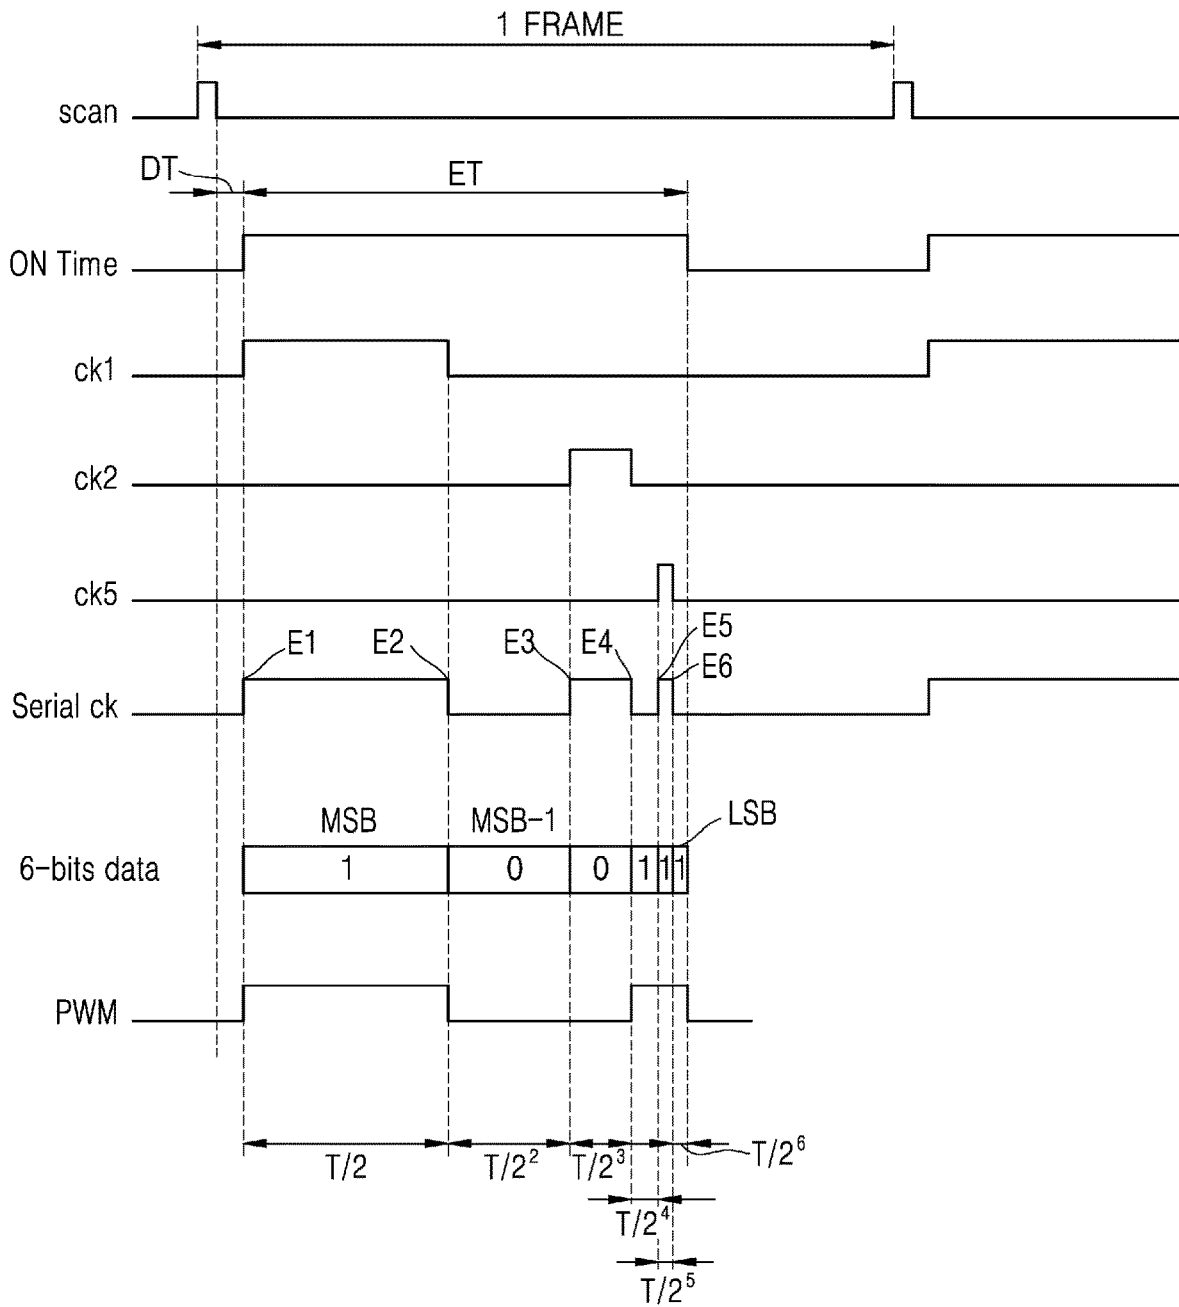 1 FRAME
scan
DT
ET
ON Time
ck1
ck2
ck5
E1
E2
E3
E4
E5
E6
Serial ck
MSB
MSB-1
LSB
6-bits data
1
0
0
1
1
1
PWM
T/2
T/2²
T/2³
T/2⁶
T/2⁴
T/2⁵